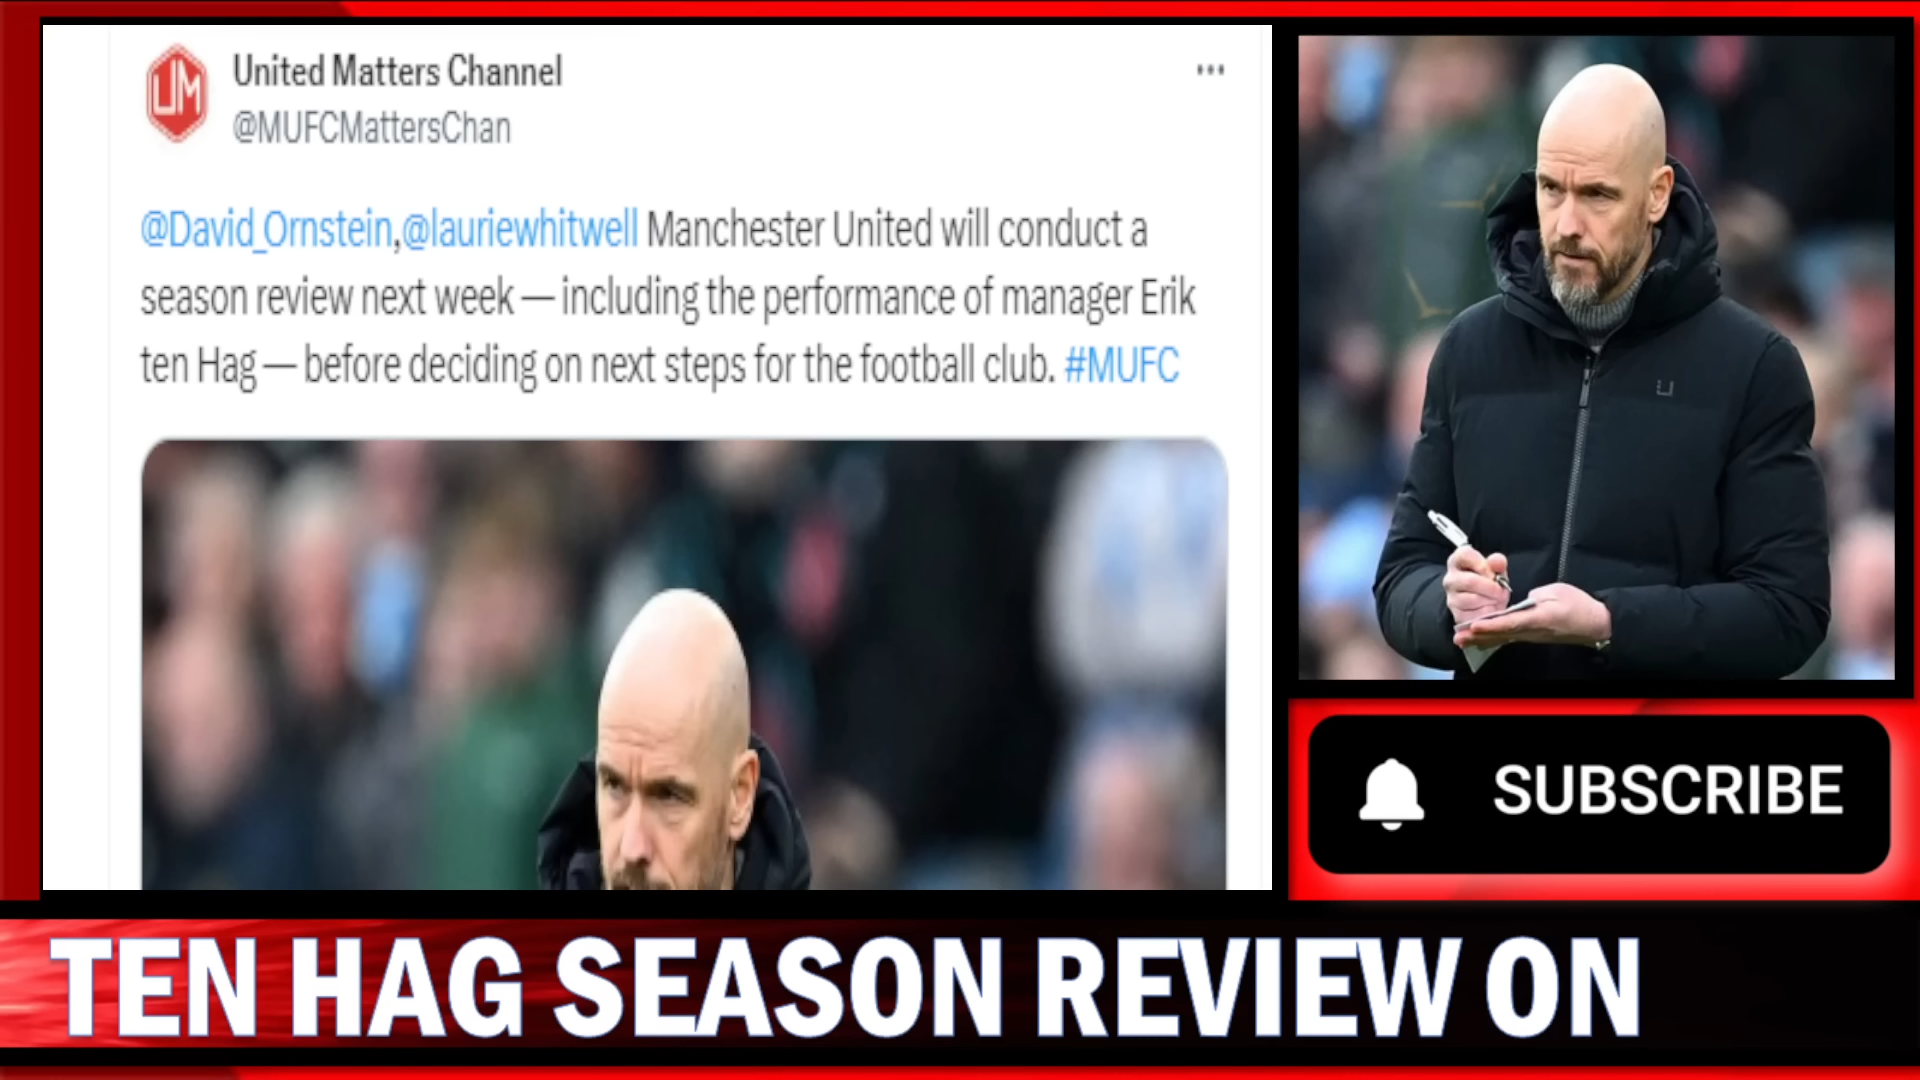 UM
United Matters Channel
@MUFCMattersChan
@David_Ornstein,@lauriewhitwell Manchester United will conduct a
season review next week — including the performance of manager Erik
ten Hag — before deciding on next steps for the football club. #MUFC
SUBSCRIBE
TEN HAG SEASON REVIEW ON